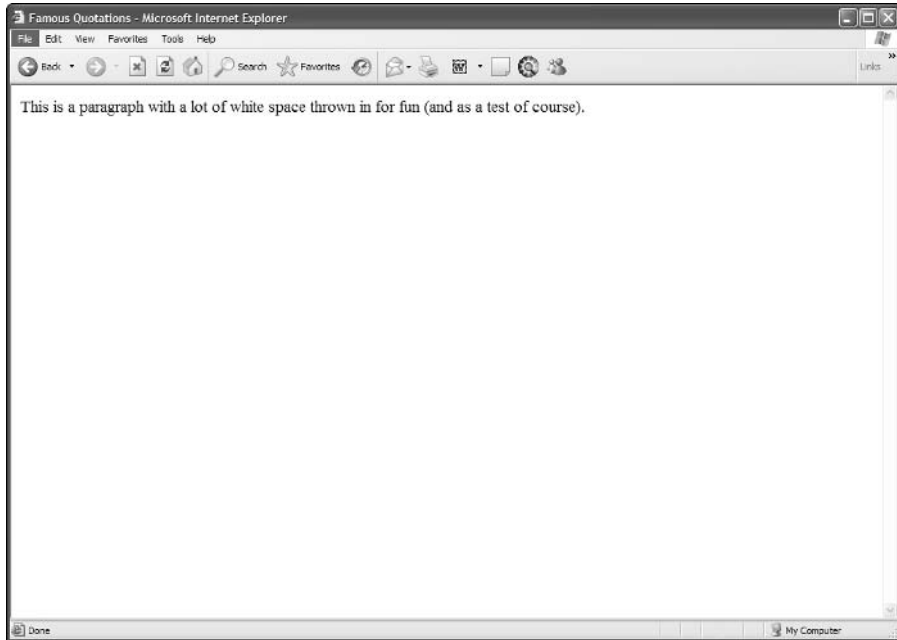 Famous Quotations - Microsoft Internet Explorer
File Edit View Favorites Tools Help
Back Search Favorites W Links »
This is a paragraph with a lot of white space thrown in for fun (and as a test of course).
Done My Computer